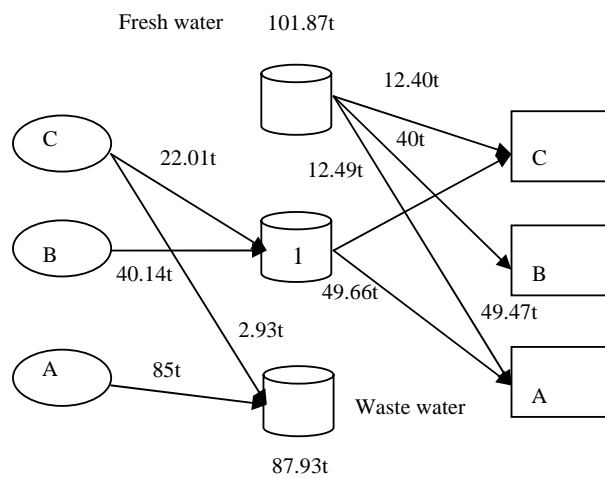 Fresh water
101.87t
12.40t
C
22.01t
40t
12.49t
C
B
1
B
40.14t
49.66t
2.93t
49.47t
A
85t
A
Waste water
87.93t